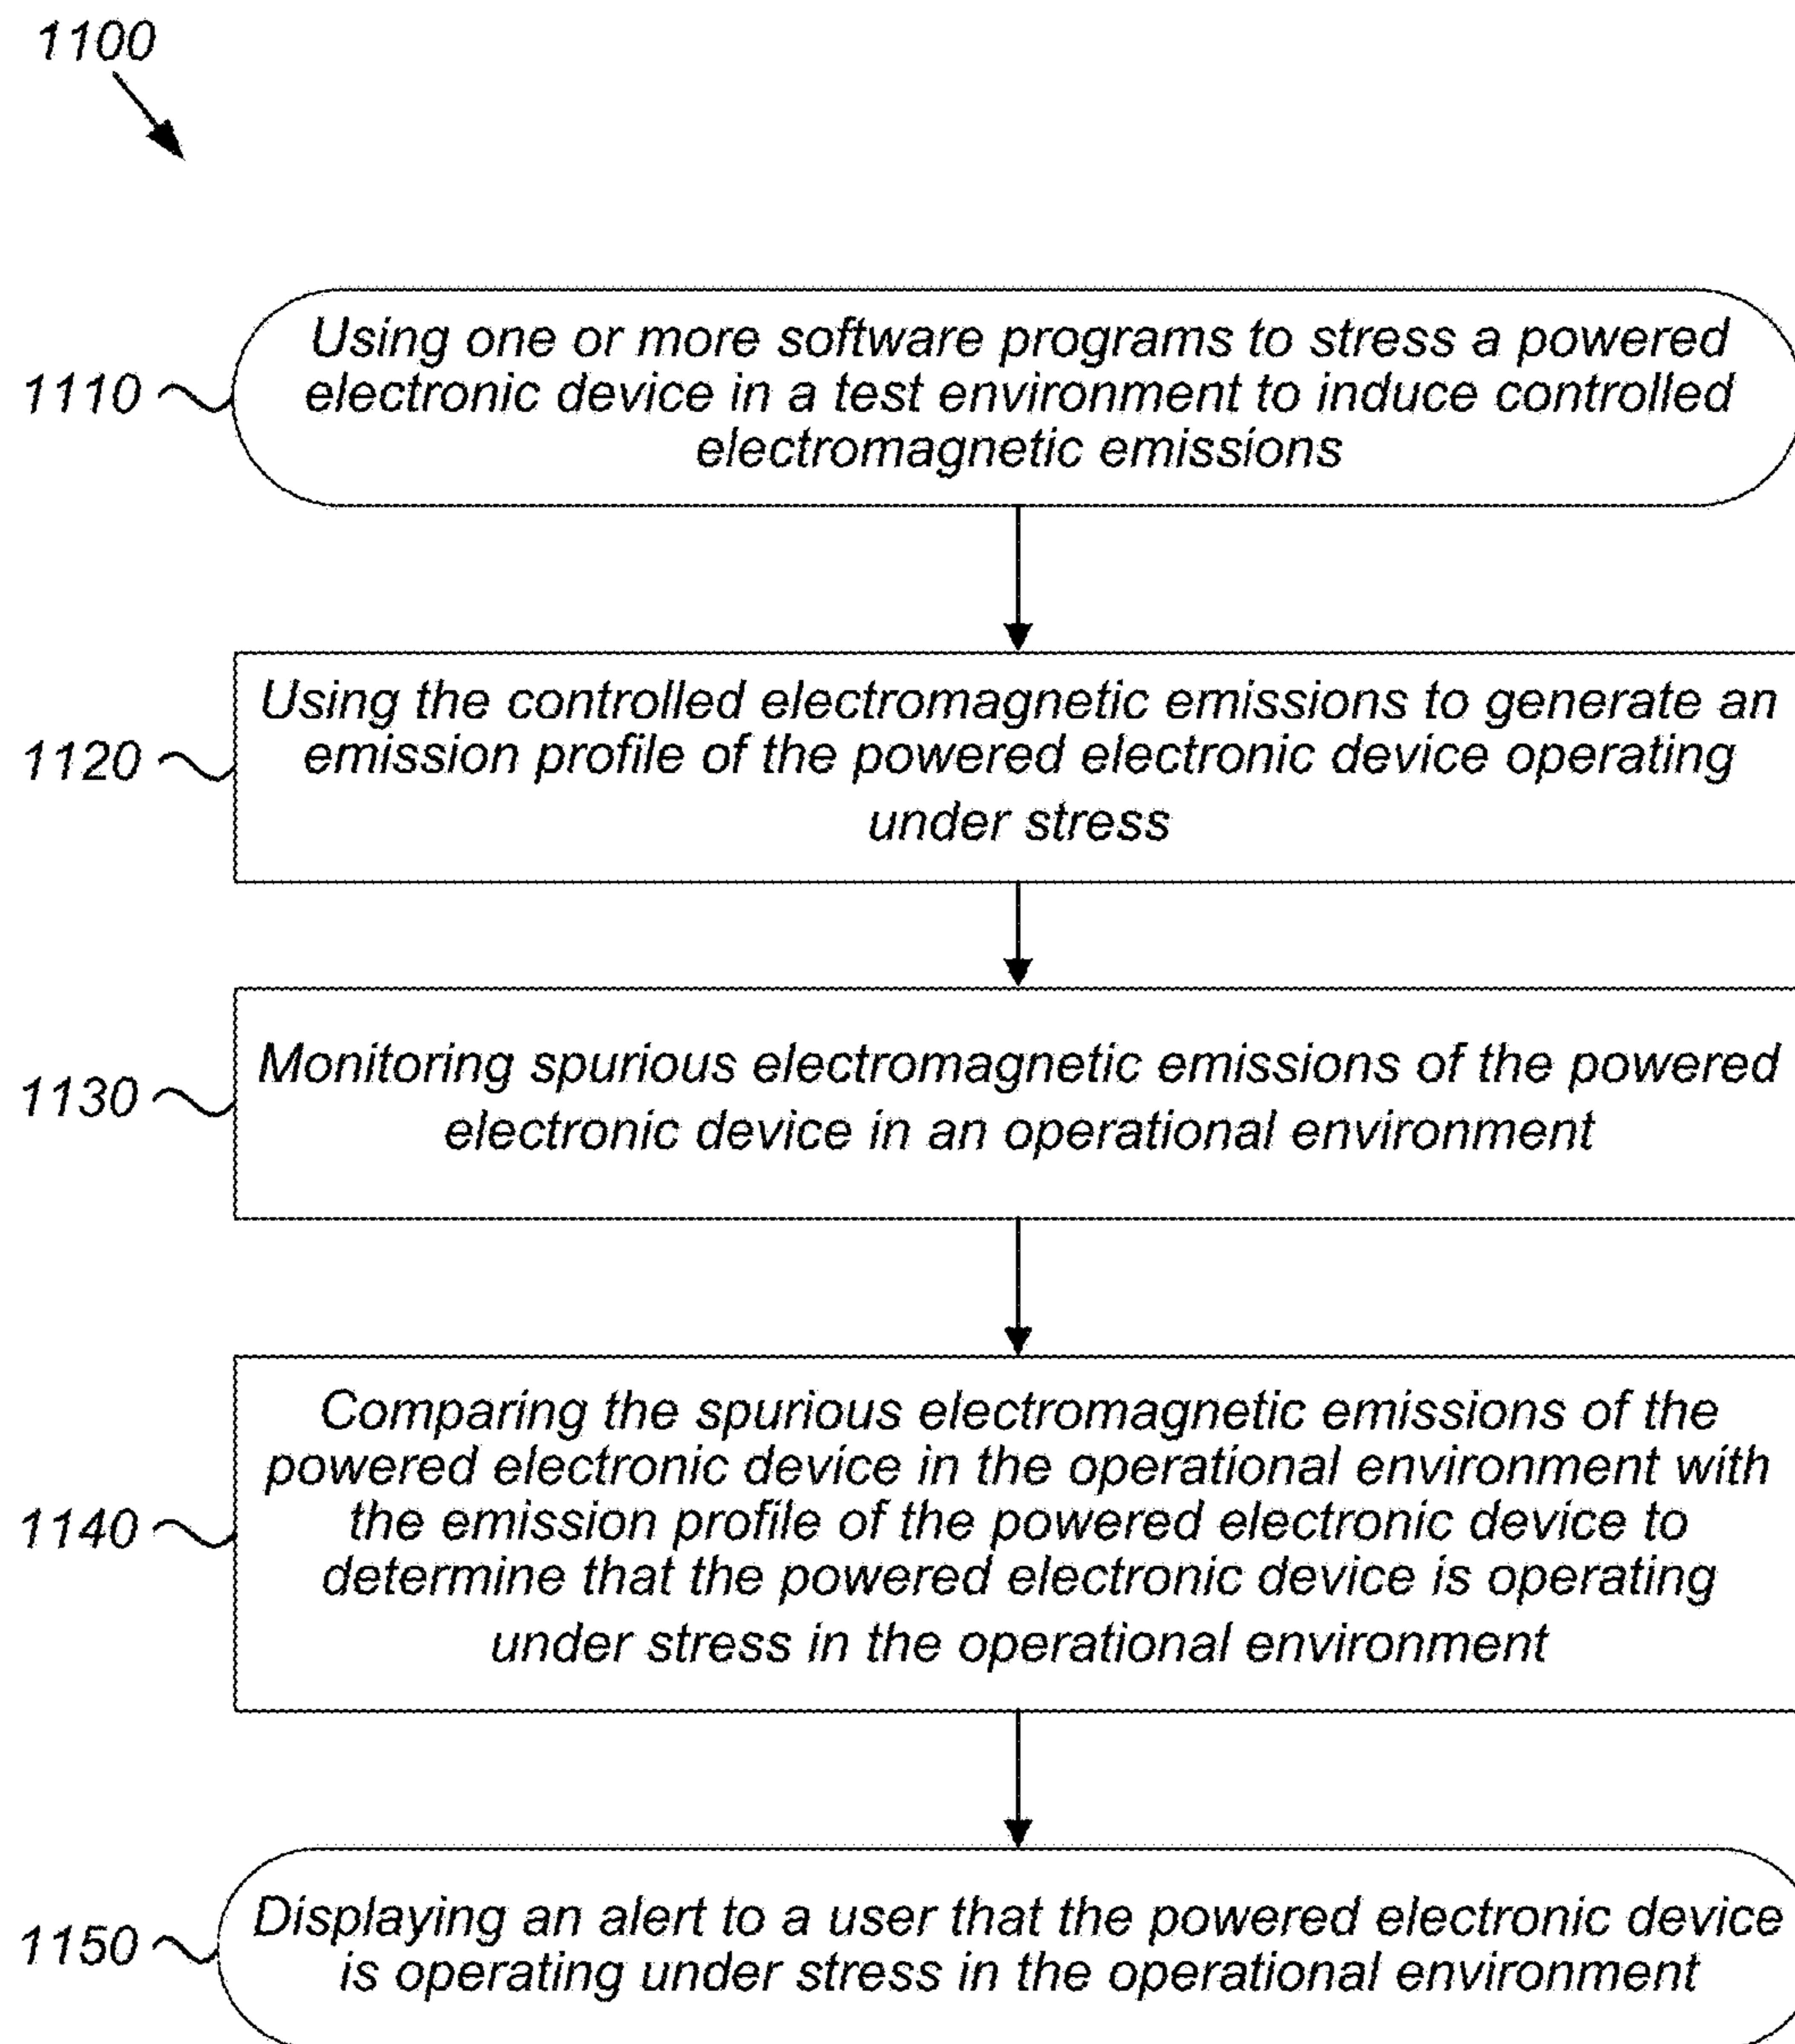 1100
1110
Using one or more software programs to stress a powered
electronic device in a test environment to induce controlled
electromagnetic emissions
1120
Using the controlled electromagnetic emissions to generate an
emission profile of the powered electronic device operating
under stress
1130
Monitoring spurious electromagnetic emissions of the powered
electronic device in an operational environment
1140
Comparing the spurious electromagnetic emissions of the
powered electronic device in the operational environment with
the emission profile of the powered electronic device to
determine that the powered electronic device is operating
under stress in the operational environment
1150
Displaying an alert to a user that the powered electronic device
is operating under stress in the operational environment